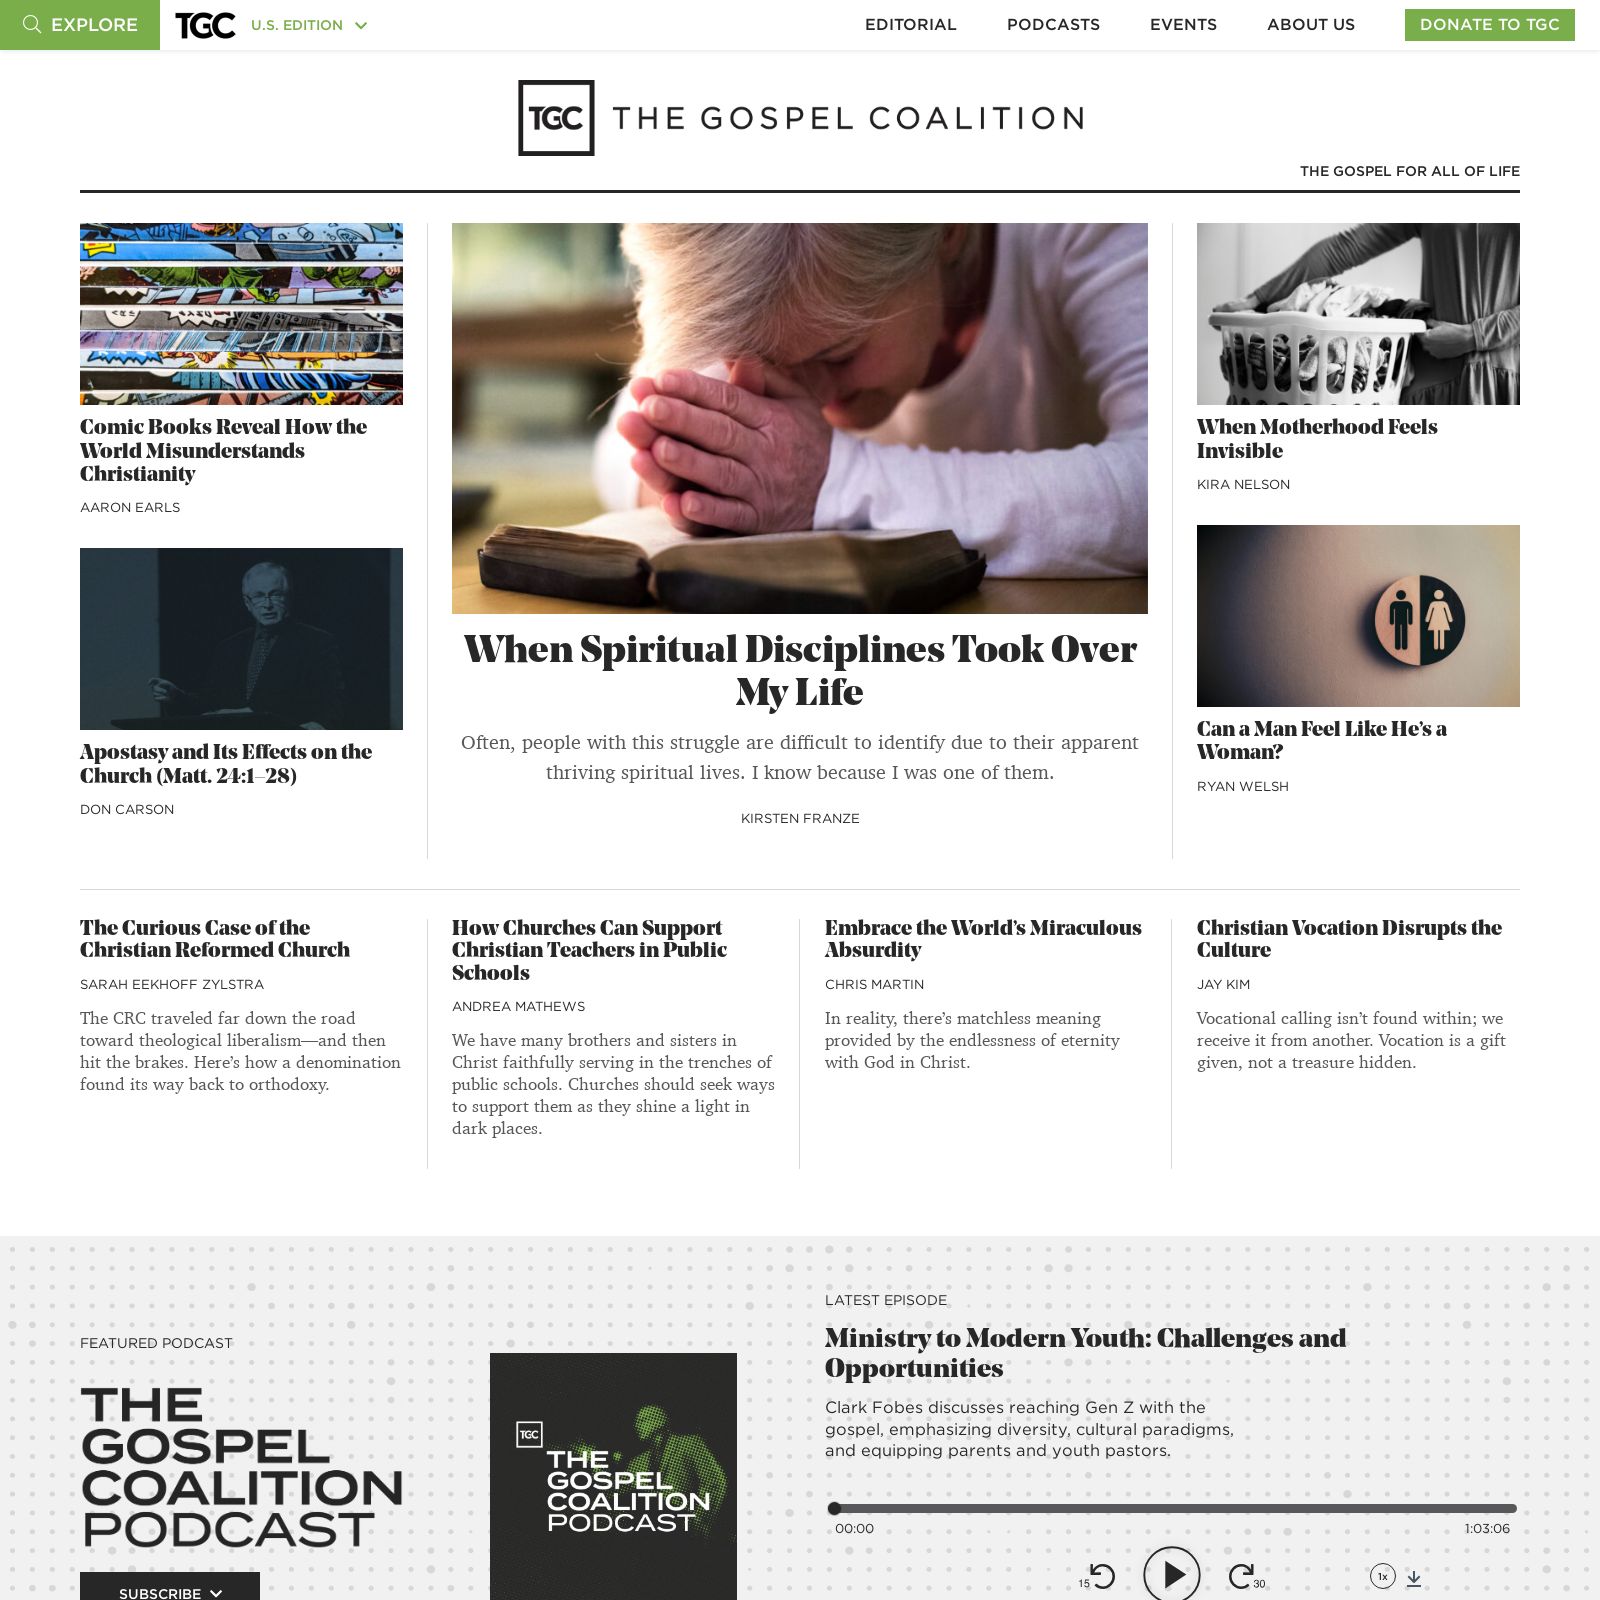 EXPLORE
TGC
U.S. EDITION
EDITORIAL
PODCASTS
EVENTS
ABOUT US
DONATE TO TGC
TGC
THE GOSPEL COALITION
THE GOSPEL FOR ALL OF LIFE
Comic Books Reveal How the
World Misunderstands
Christianity
AARON EARLS
Apostasy and Its Effects on the
Church (Matt. 24:1–28)
DON CARSON
When Spiritual Disciplines Took Over
My Life
Often, people with this struggle are difficult to identify due to their apparent
thriving spiritual lives. I know because I was one of them.
KIRSTEN FRANZE
When Motherhood Feels
Invisible
KIRA NELSON
Can a Man Feel Like He’s a
Woman?
RYAN WELSH
The Curious Case of the
Christian Reformed Church
SARAH EEKHOFF ZYLSTRA
The CRC traveled far down the road
toward theological liberalism—and then
hit the brakes. Here’s how a denomination
found its way back to orthodoxy.
How Churches Can Support
Christian Teachers in Public
Schools
ANDREA MATHEWS
We have many brothers and sisters in
Christ faithfully serving in the trenches of
public schools. Churches should seek ways
to support them as they shine a light in
dark places.
Embrace the World’s Miraculous
Absurdity
CHRIS MARTIN
In reality, there’s matchless meaning
provided by the endlessness of eternity
with God in Christ.
Christian Vocation Disrupts the
Culture
JAY KIM
Vocational calling isn’t found within; we
receive it from another. Vocation is a gift
given, not a treasure hidden.
FEATURED PODCAST
THE
GOSPEL
COALITION
PODCAST
SUBSCRIBE
TGC
THE
GOSPEL
COALITION
PODCAST
LATEST EPISODE
Ministry to Modern Youth: Challenges and
Opportunities
Clark Fobes discusses reaching Gen Z with the
gospel, emphasizing diversity, cultural paradigms,
and equipping parents and youth pastors.
00:00
1:03:06
15
30
1x